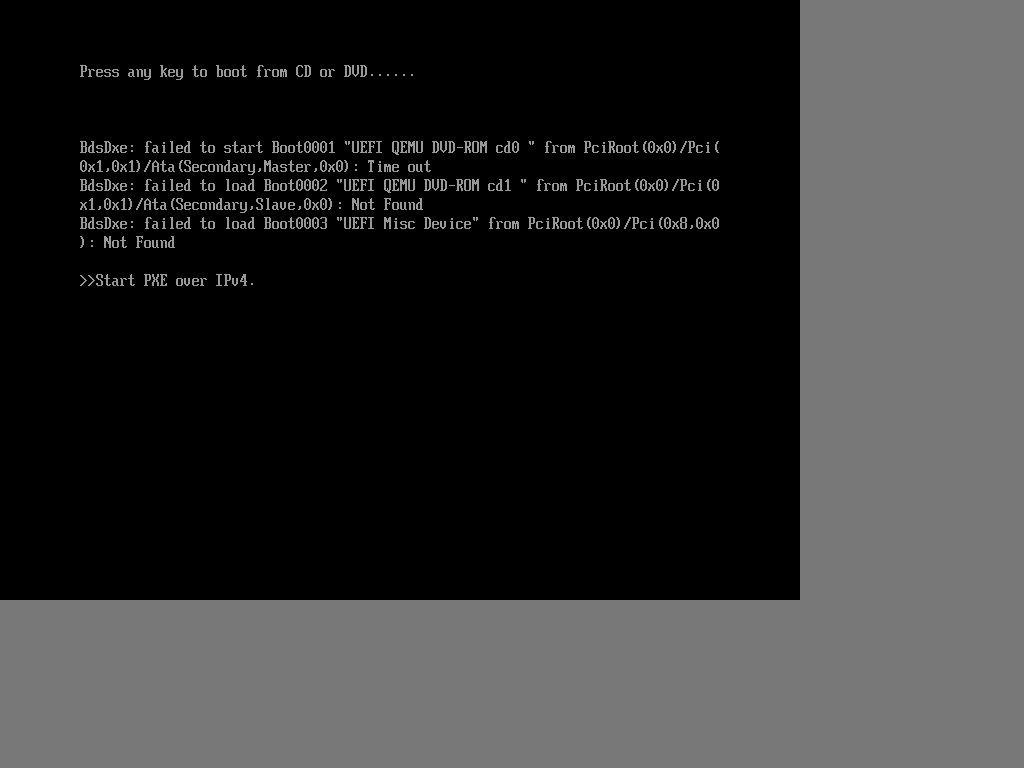 Press any key to boot from CD or DVD......
BdsDxe: failed to start Boot0001 "UEFI QEMU DVD-ROM cd0 " from PciRoot(0x0)/Pci(
0x1,0x1)/Ata(Secondary,Master,0x0): Time out
BdsDxe: failed to load Boot0002 "UEFI QEMU DVD-ROM cd1 " from PciRoot(0x0)/Pci(0
x1,0x1)/Ata(Secondary,Slave,0x0): Not Found
BdsDxe: failed to load Boot0003 "UEFI Misc Device" from PciRoot(0x0)/Pci(0x8,0x0
): Not Found
>>Start PXE over IPv4.